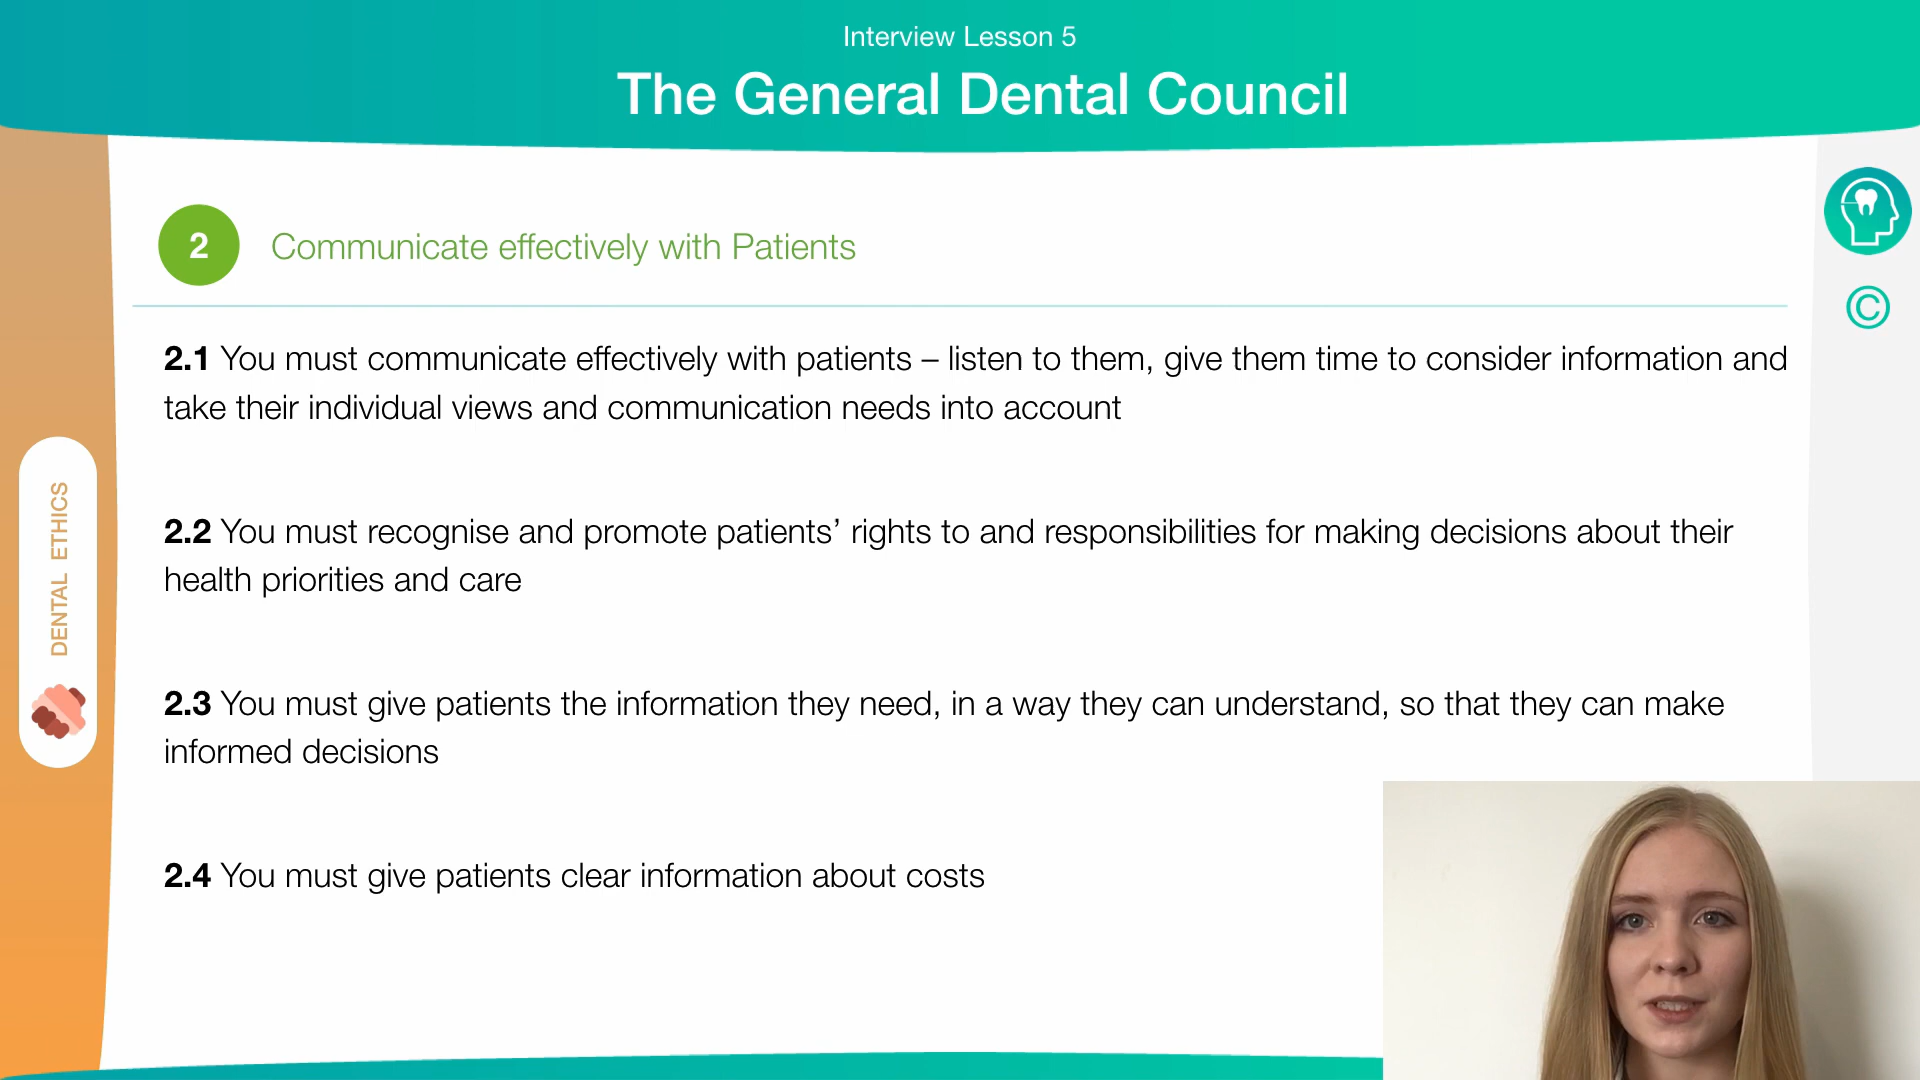 Interview Lesson 5
The General Dental Council
2 Communicate effectively with Patients
2.1 You must communicate effectively with patients – listen to them, give them time to consider information and
take their individual views and communication needs into account
2.2 You must recognise and promote patients’ rights to and responsibilities for making decisions about their
health priorities and care
2.3 You must give patients the information they need, in a way they can understand, so that they can make
informed decisions
2.4 You must give patients clear information about costs
DENTAL ETHICS
©